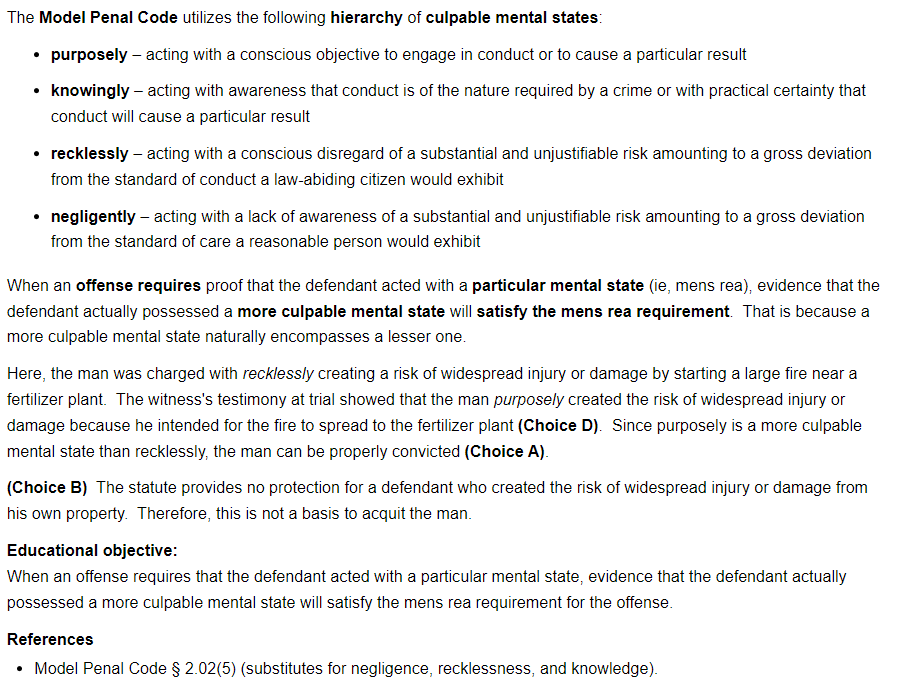 The Model Penal Code utilizes the following hierarchy of culpable mental states:
• purposely – acting with a conscious objective to engage in conduct or to cause a particular result
• knowingly – acting with awareness that conduct is of the nature required by a crime or with practical certainty that
conduct will cause a particular result
• recklessly – acting with a conscious disregard of a substantial and unjustifiable risk amounting to a gross deviation
from the standard of conduct a law-abiding citizen would exhibit
• negligently – acting with a lack of awareness of a substantial and unjustifiable risk amounting to a gross deviation
from the standard of care a reasonable person would exhibit
When an offense requires proof that the defendant acted with a particular mental state (ie, mens rea), evidence that the
defendant actually possessed a more culpable mental state will satisfy the mens rea requirement. That is because a
more culpable mental state naturally encompasses a lesser one.
Here, the man was charged with recklessly creating a risk of widespread injury or damage by starting a large fire near a
fertilizer plant. The witness's testimony at trial showed that the man purposely created the risk of widespread injury or
damage because he intended for the fire to spread to the fertilizer plant (Choice D). Since purposely is a more culpable
mental state than recklessly, the man can be properly convicted (Choice A).
(Choice B) The statute provides no protection for a defendant who created the risk of widespread injury or damage from
his own property. Therefore, this is not a basis to acquit the man.
Educational objective:
When an offense requires that the defendant acted with a particular mental state, evidence that the defendant actually
possessed a more culpable mental state will satisfy the mens rea requirement for the offense.
References
• Model Penal Code § 2.02(5) (substitutes for negligence, recklessness, and knowledge).